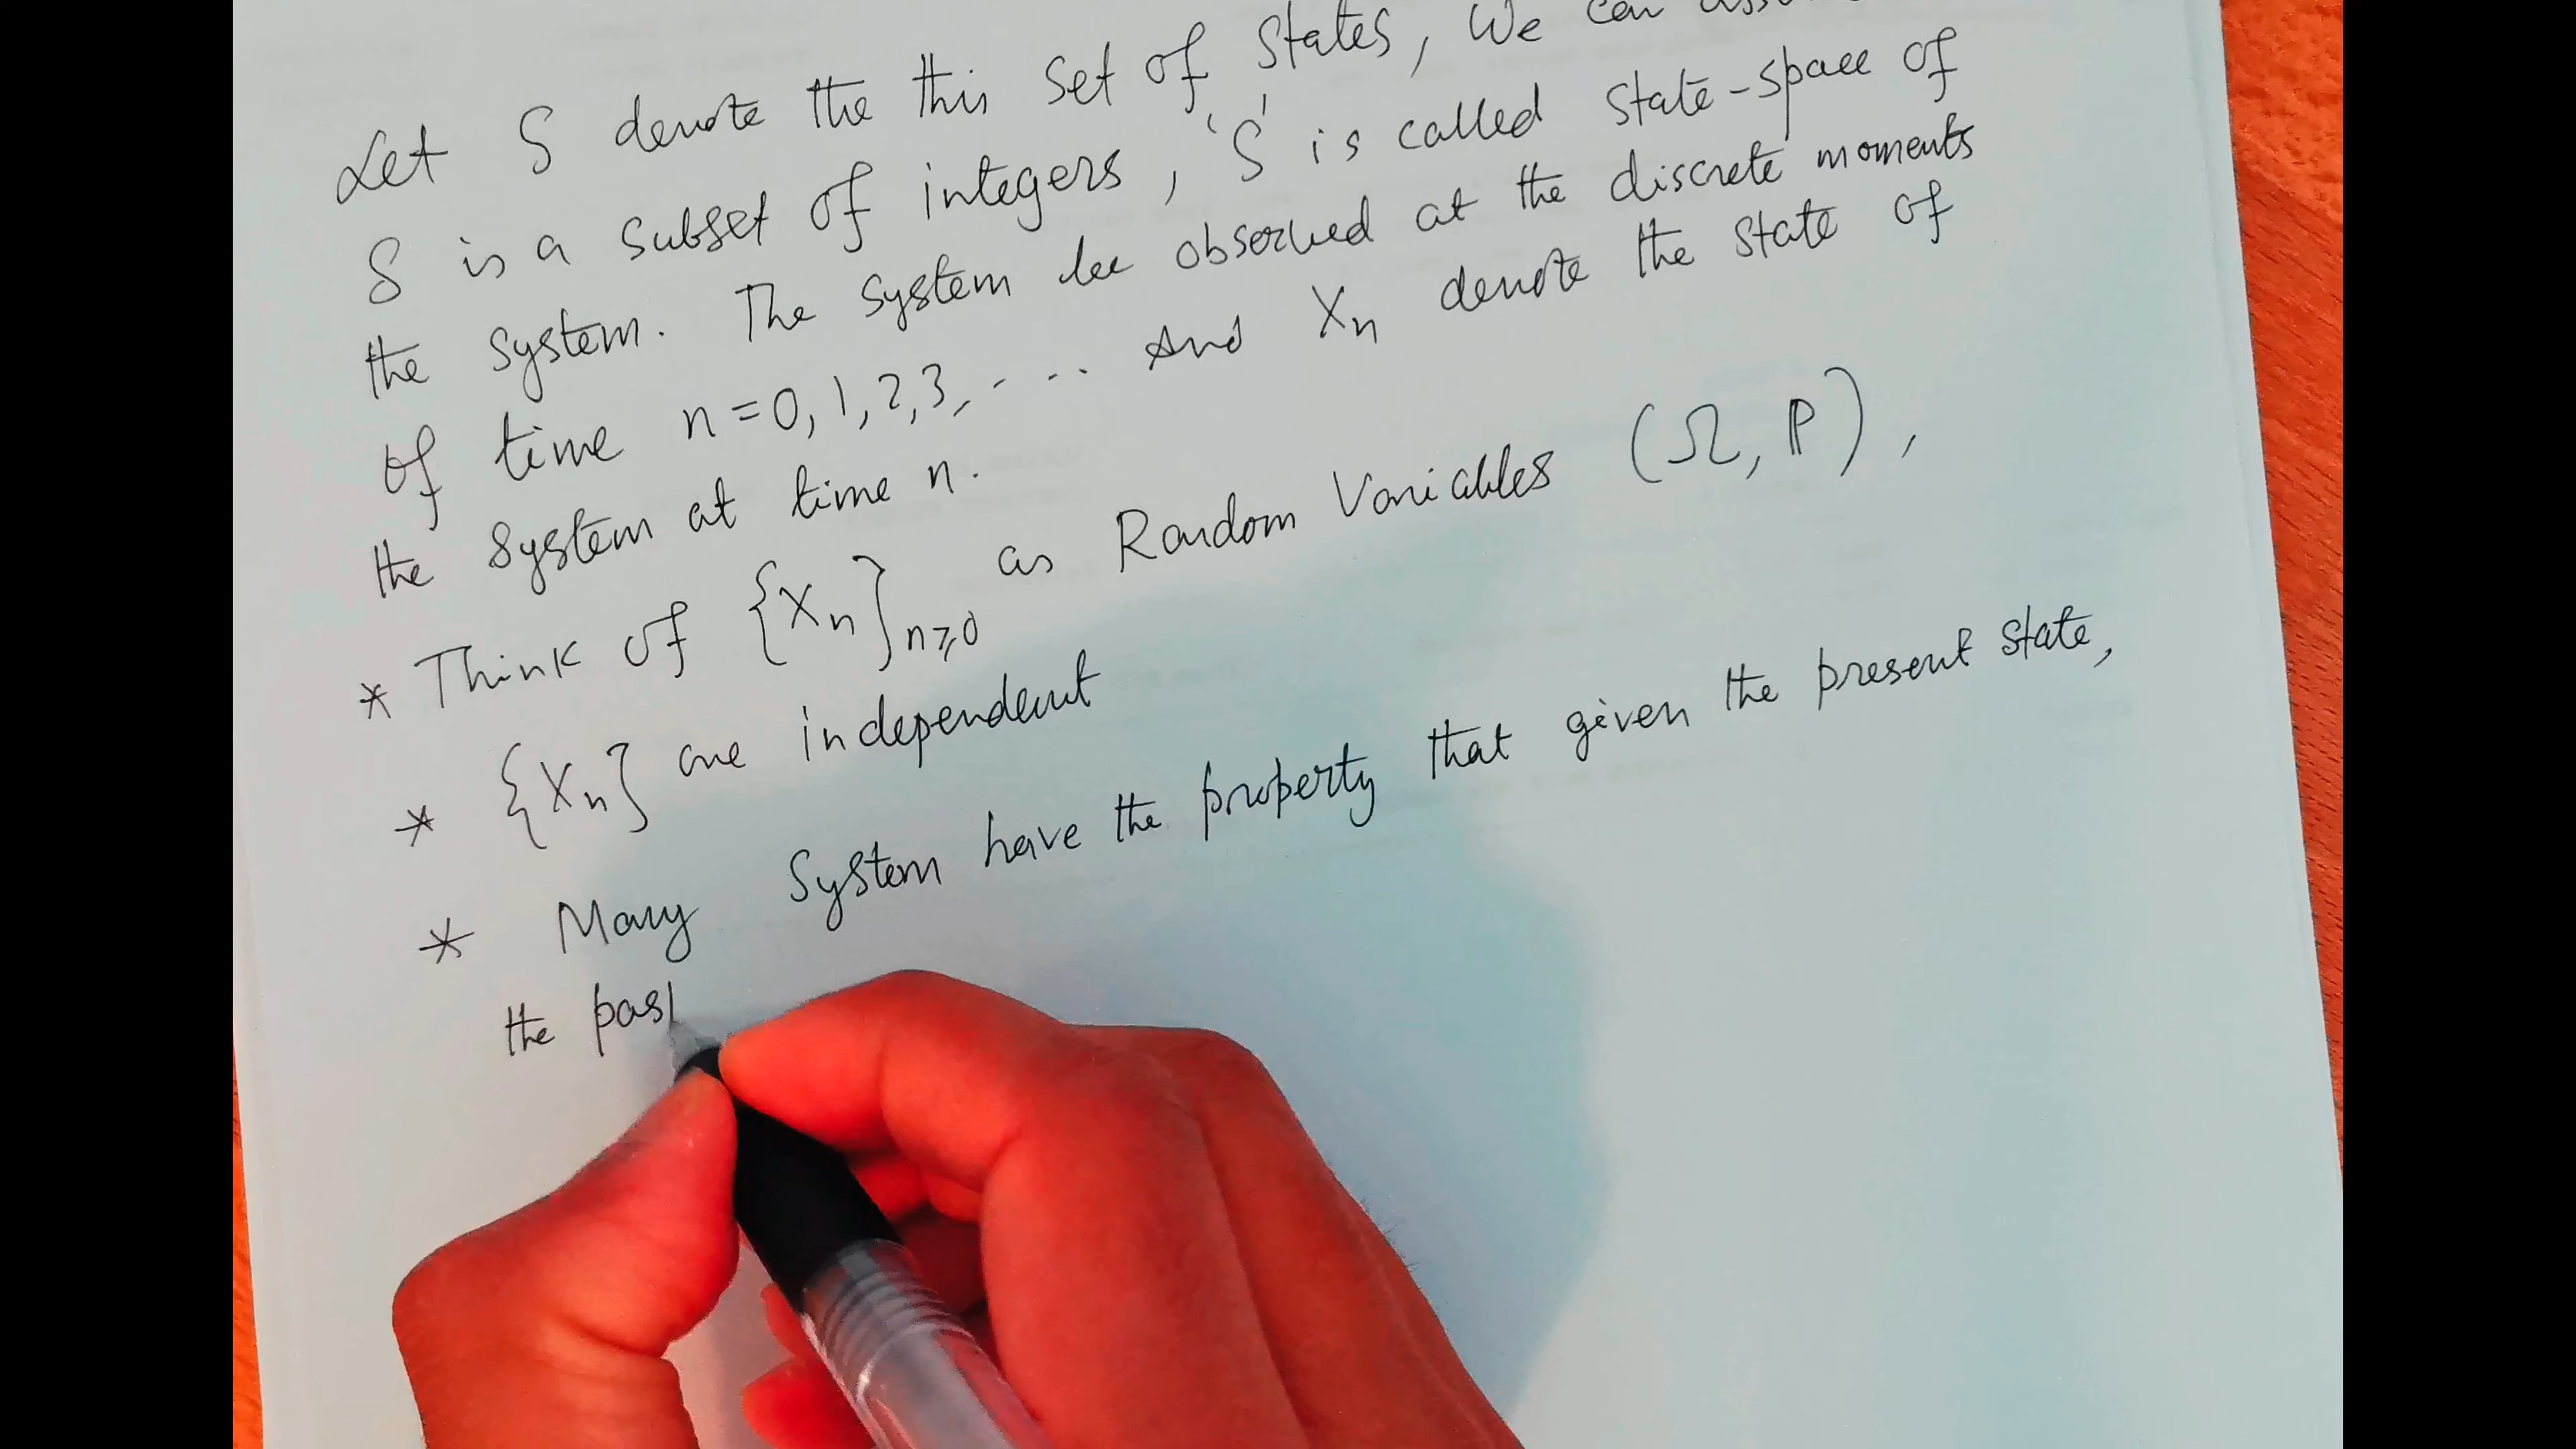 Let S denote the this set of states, We can
S is a subset of integers, 'S' is called state-space of
the system. The system be observed at the discrete moments
of time n = 0, 1, 2, 3, .... And Xn denote the state of
the system at time n.
* Think of {Xn}n≥0 as Random Variables (Ω, ℙ),
* {Xn} are independent
* Many System have the property that given the present state,
the past